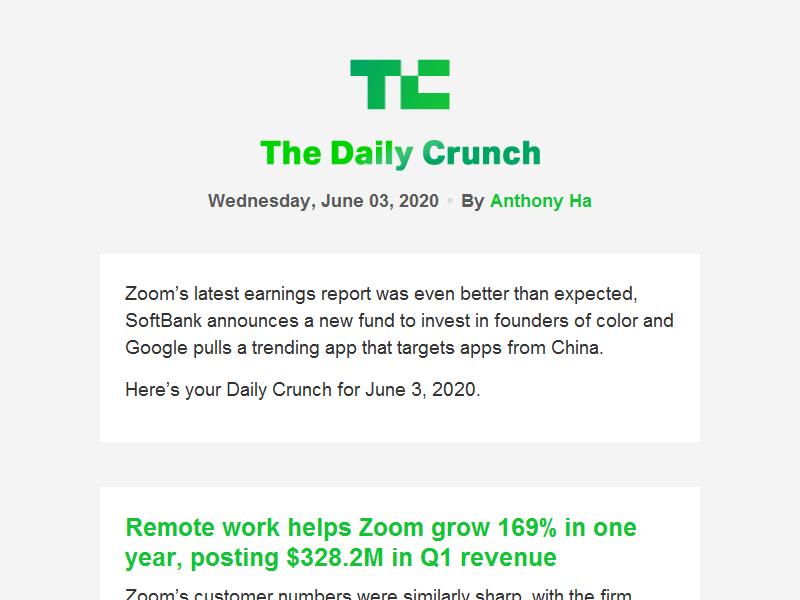 TC
The Daily Crunch
Wednesday, June 03, 2020 • By Anthony Ha
Zoom’s latest earnings report was even better than expected,
SoftBank announces a new fund to invest in founders of color and
Google pulls a trending app that targets apps from China.
Here’s your Daily Crunch for June 3, 2020.
Remote work helps Zoom grow 169% in one
year, posting $328.2M in Q1 revenue
Zoom’s customer numbers were similarly sharp, with the firm